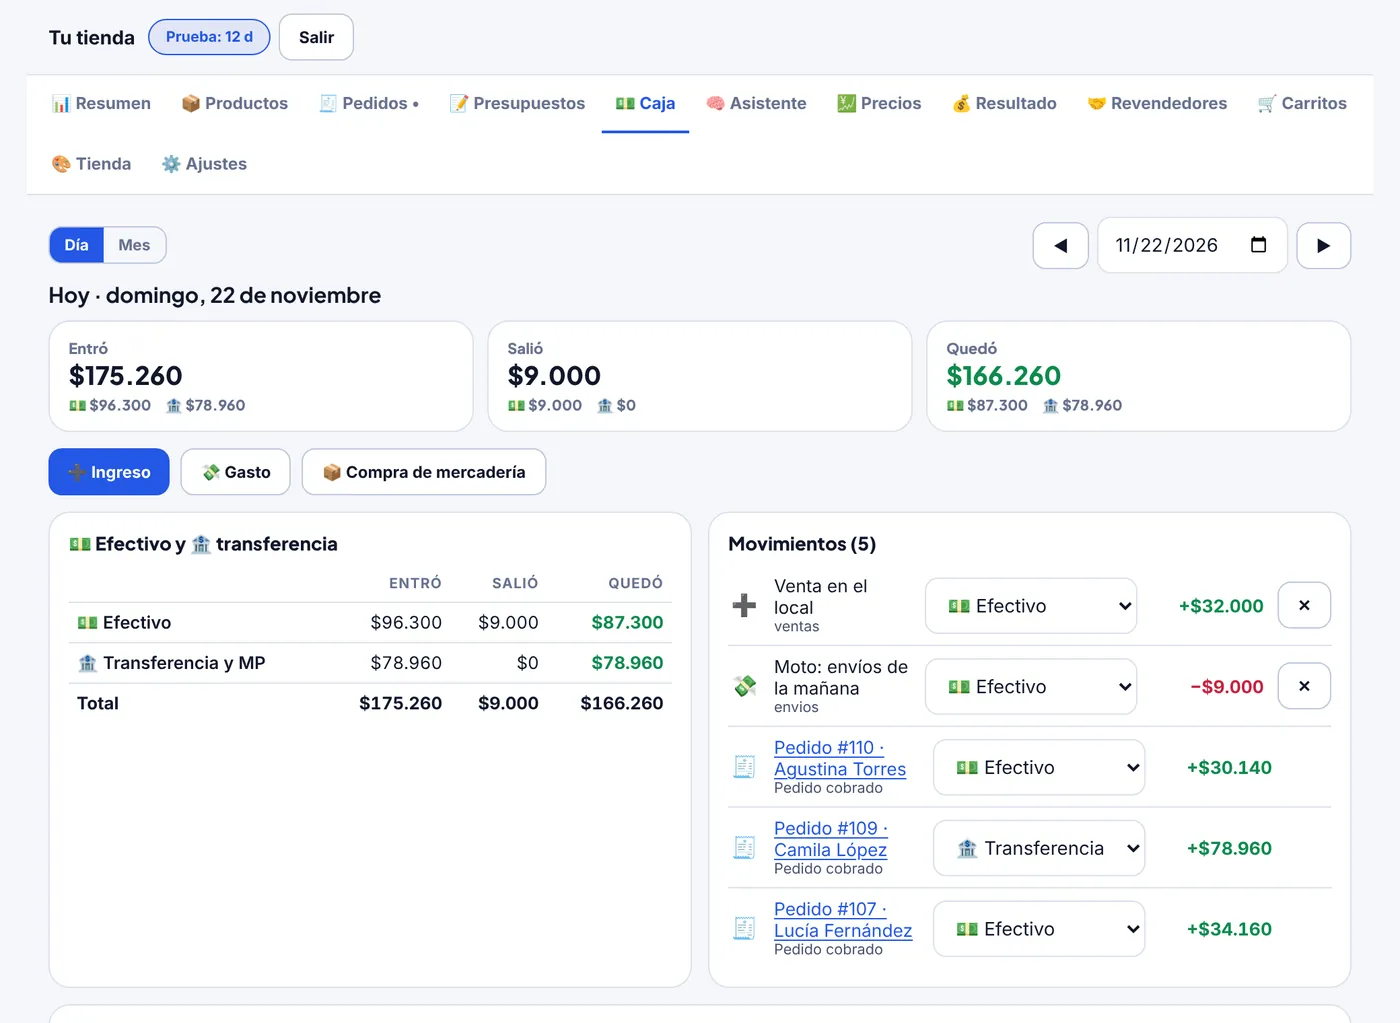 Tu tienda Prueba: 12 d Salir
📊 Resumen 📦 Productos 🧾 Pedidos • 📝 Presupuestos 💵 Caja 🧠 Asistente 💹 Precios 💰 Resultado 🤝 Revendedores 🛒 Carritos
🎨 Tienda ⚙️ Ajustes
Día Mes ◀ 11/22/2026 ▶
Hoy · domingo, 22 de noviembre
Entró
$175.260
💵 $96.300 🏦 $78.960
Salió
$9.000
💵 $9.000 🏦 $0
Quedó
$166.260
💵 $87.300 🏦 $78.960
➕ Ingreso 💸 Gasto 📦 Compra de mercadería
💵 Efectivo y 🏦 transferencia
ENTRÓ SALIÓ QUEDÓ
💵 Efectivo $96.300 $9.000 $87.300
🏦 Transferencia y MP $78.960 $0 $78.960
Total $175.260 $9.000 $166.260
Movimientos (5)
➕ Venta en el
local
ventas
💵 Efectivo +$32.000 ✕
💸 Moto: envíos de
la mañana
envios
💵 Efectivo −$9.000 ✕
🧾 Pedido #110 ·
Agustina Torres
Pedido cobrado
💵 Efectivo +$30.140
🧾 Pedido #109 ·
Camila López
Pedido cobrado
🏦 Transferencia +$78.960
🧾 Pedido #107 ·
Lucía Fernández
Pedido cobrado
💵 Efectivo +$34.160